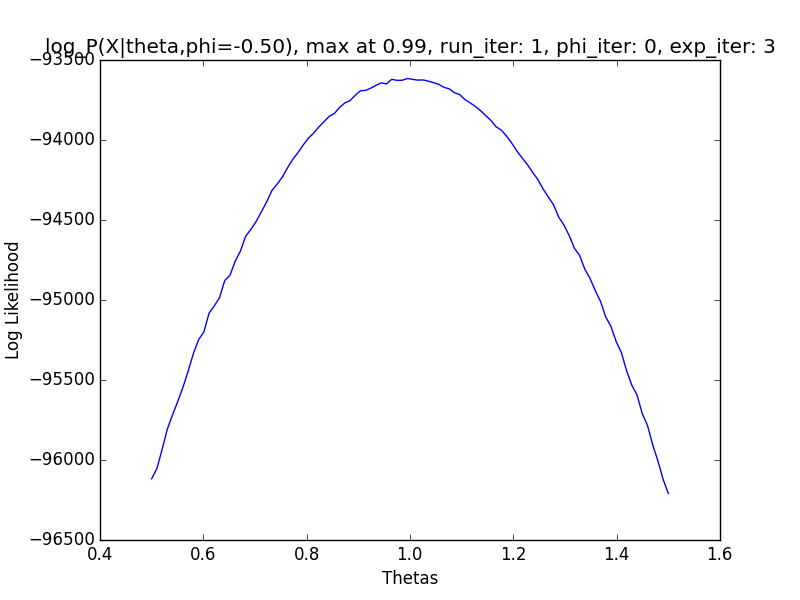 log P(X|theta,phi=-0.50), max at 0.99, run_iter: 1, phi_iter: 0, exp_iter: 3
−93500
−94000
−94500
−95000
−95500
−96000
−96500
Log Likelihood
0.4 0.6 0.8 1.0 1.2 1.4 1.6
Thetas